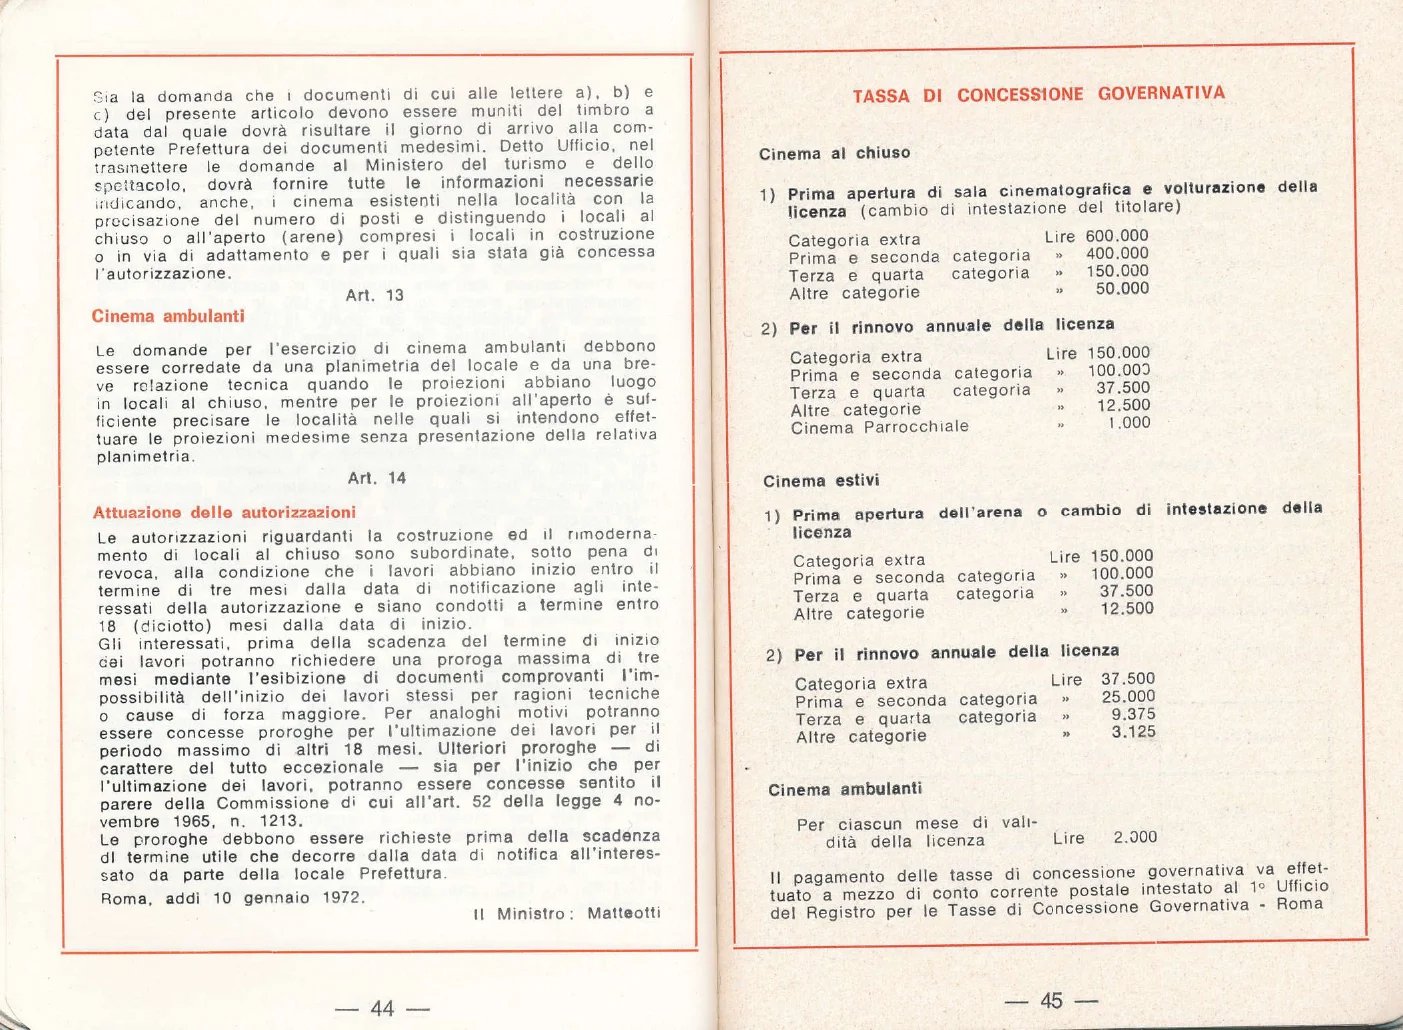 Sia la domanda che i documenti di cui alle lettere a), b) e
c) del presente articolo devono essere muniti del timbro a
data dal quale dovrà risultare il giorno di arrivo alla com-
petente Prefettura dei documenti medesimi. Detto Ufficio, nel
trasmettere le domande al Ministero del turismo e dello
spettacolo, dovrà fornire tutte le informazioni necessarie
indicando, anche, i cinema esistenti nella località con la
precisazione del numero di posti e distinguendo i locali al
chiuso o all'aperto (arene) compresi i locali in costruzione
o in via di adattamento e per i quali sia stata già concessa
l'autorizzazione.
Art. 13
Cinema ambulanti
Le domande per l'esercizio di cinema ambulanti debbono
essere corredate da una planimetria del locale e da una bre-
ve relazione tecnica quando le proiezioni abbiano luogo
in locali al chiuso, mentre per le proiezioni all'aperto è suf-
ficiente precisare le località nelle quali si intendono effet-
tuare le proiezioni medesime senza presentazione della relativa
planimetria.
Art. 14
Attuazione delle autorizzazioni
Le autorizzazioni riguardanti la costruzione ed il rimoderna-
mento di locali al chiuso sono subordinate, sotto pena di
revoca, alla condizione che i lavori abbiano inizio entro il
termine di tre mesi dalla data di notificazione agli inte-
ressati della autorizzazione e siano condotti a termine entro
18 (diciotto) mesi dalla data di inizio.
Gli interessati, prima della scadenza del termine di inizio
dei lavori potranno richiedere una proroga massima di tre
mesi mediante l'esibizione di documenti comprovanti l'im-
possibilità dell'inizio dei lavori stessi per ragioni tecniche
o cause di forza maggiore. Per analoghi motivi potranno
essere concesse proroghe per l'ultimazione dei lavori per il
periodo massimo di altri 18 mesi. Ulteriori proroghe — di
carattere del tutto eccezionale — sia per l'inizio che per
l'ultimazione dei lavori, potranno essere concesse sentito il
parere della Commissione di cui all'art. 52 della legge 4 no-
vembre 1965, n. 1213.
Le proroghe debbono essere richieste prima della scadenza
dl termine utile che decorre dalla data di notifica all'interes-
sato da parte della locale Prefettura.
Roma, addì 10 gennaio 1972.
Il Ministro: Matteotti
— 44 —
TASSA DI CONCESSIONE GOVERNATIVA
Cinema al chiuso
1) Prima apertura di sala cinematografica e volturazione della
licenza (cambio di intestazione del titolare)
Categoria extra Lire 600.000
Prima e seconda categoria » 400.000
Terza e quarta categoria » 150.000
Altre categorie » 50.000
2) Per il rinnovo annuale della licenza
Categoria extra Lire 150.000
Prima e seconda categoria » 100.000
Terza e quarta categoria » 37.500
Altre categorie » 12.500
Cinema Parrocchiale » 1.000
Cinema estivi
1) Prima apertura dell'arena o cambio di intestazione della
licenza
Categoria extra Lire 150.000
Prima e seconda categoria » 100.000
Terza e quarta categoria » 37.500
Altre categorie » 12.500
2) Per il rinnovo annuale della licenza
Categoria extra Lire 37.500
Prima e seconda categoria » 25.000
Terza e quarta categoria » 9.375
Altre categorie » 3.125
Cinema ambulanti
Per ciascun mese di vali-
dità della licenza Lire 2.000
Il pagamento delle tasse di concessione governativa va effet-
tuato a mezzo di conto corrente postale intestato al 1° Ufficio
del Registro per le Tasse di Concessione Governativa - Roma
— 45 —